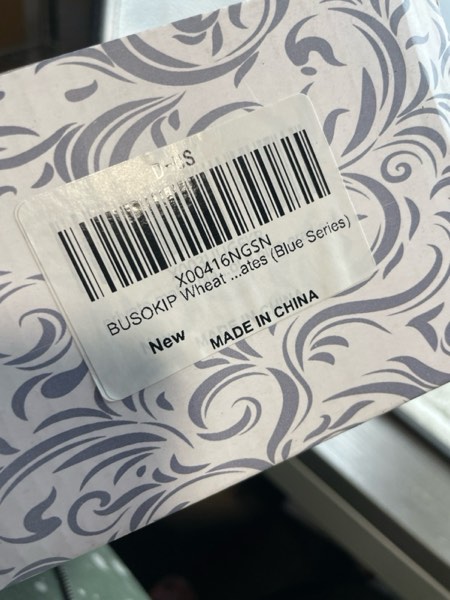 X00416NGSN
BUSOKIP Wheat ...ates (Blue Series)
New
MADE IN CHINA